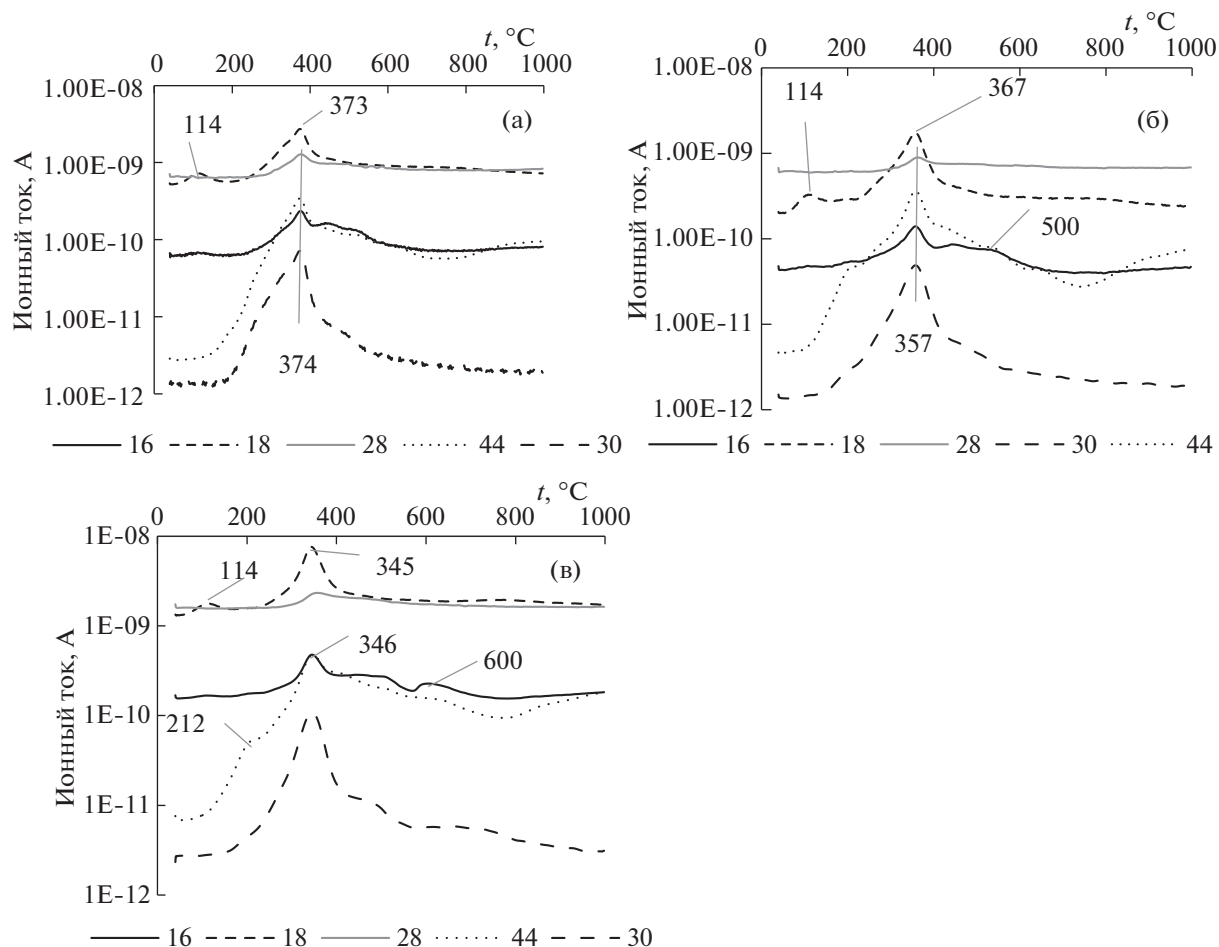 t, °C
0 200 400 600 800 1000
1.00E-08
1.00E-09
1.00E-10
1.00E-11
1.00E-12
Ионный ток, А
114
373
(а)
374
16 18 28 44 30
t, °C
0 200 400 600 800 1000
1.00E-08
1.00E-09
1.00E-10
1.00E-11
1.00E-12
Ионный ток, А
114
367
(б)
500
357
16 18 28 30 44
t, °C
0 200 400 600 800 1000
1E-08
1E-09
1E-10
1E-11
1E-12
Ионный ток, А
114
345
(в)
346
600
212
16 18 28 44 30